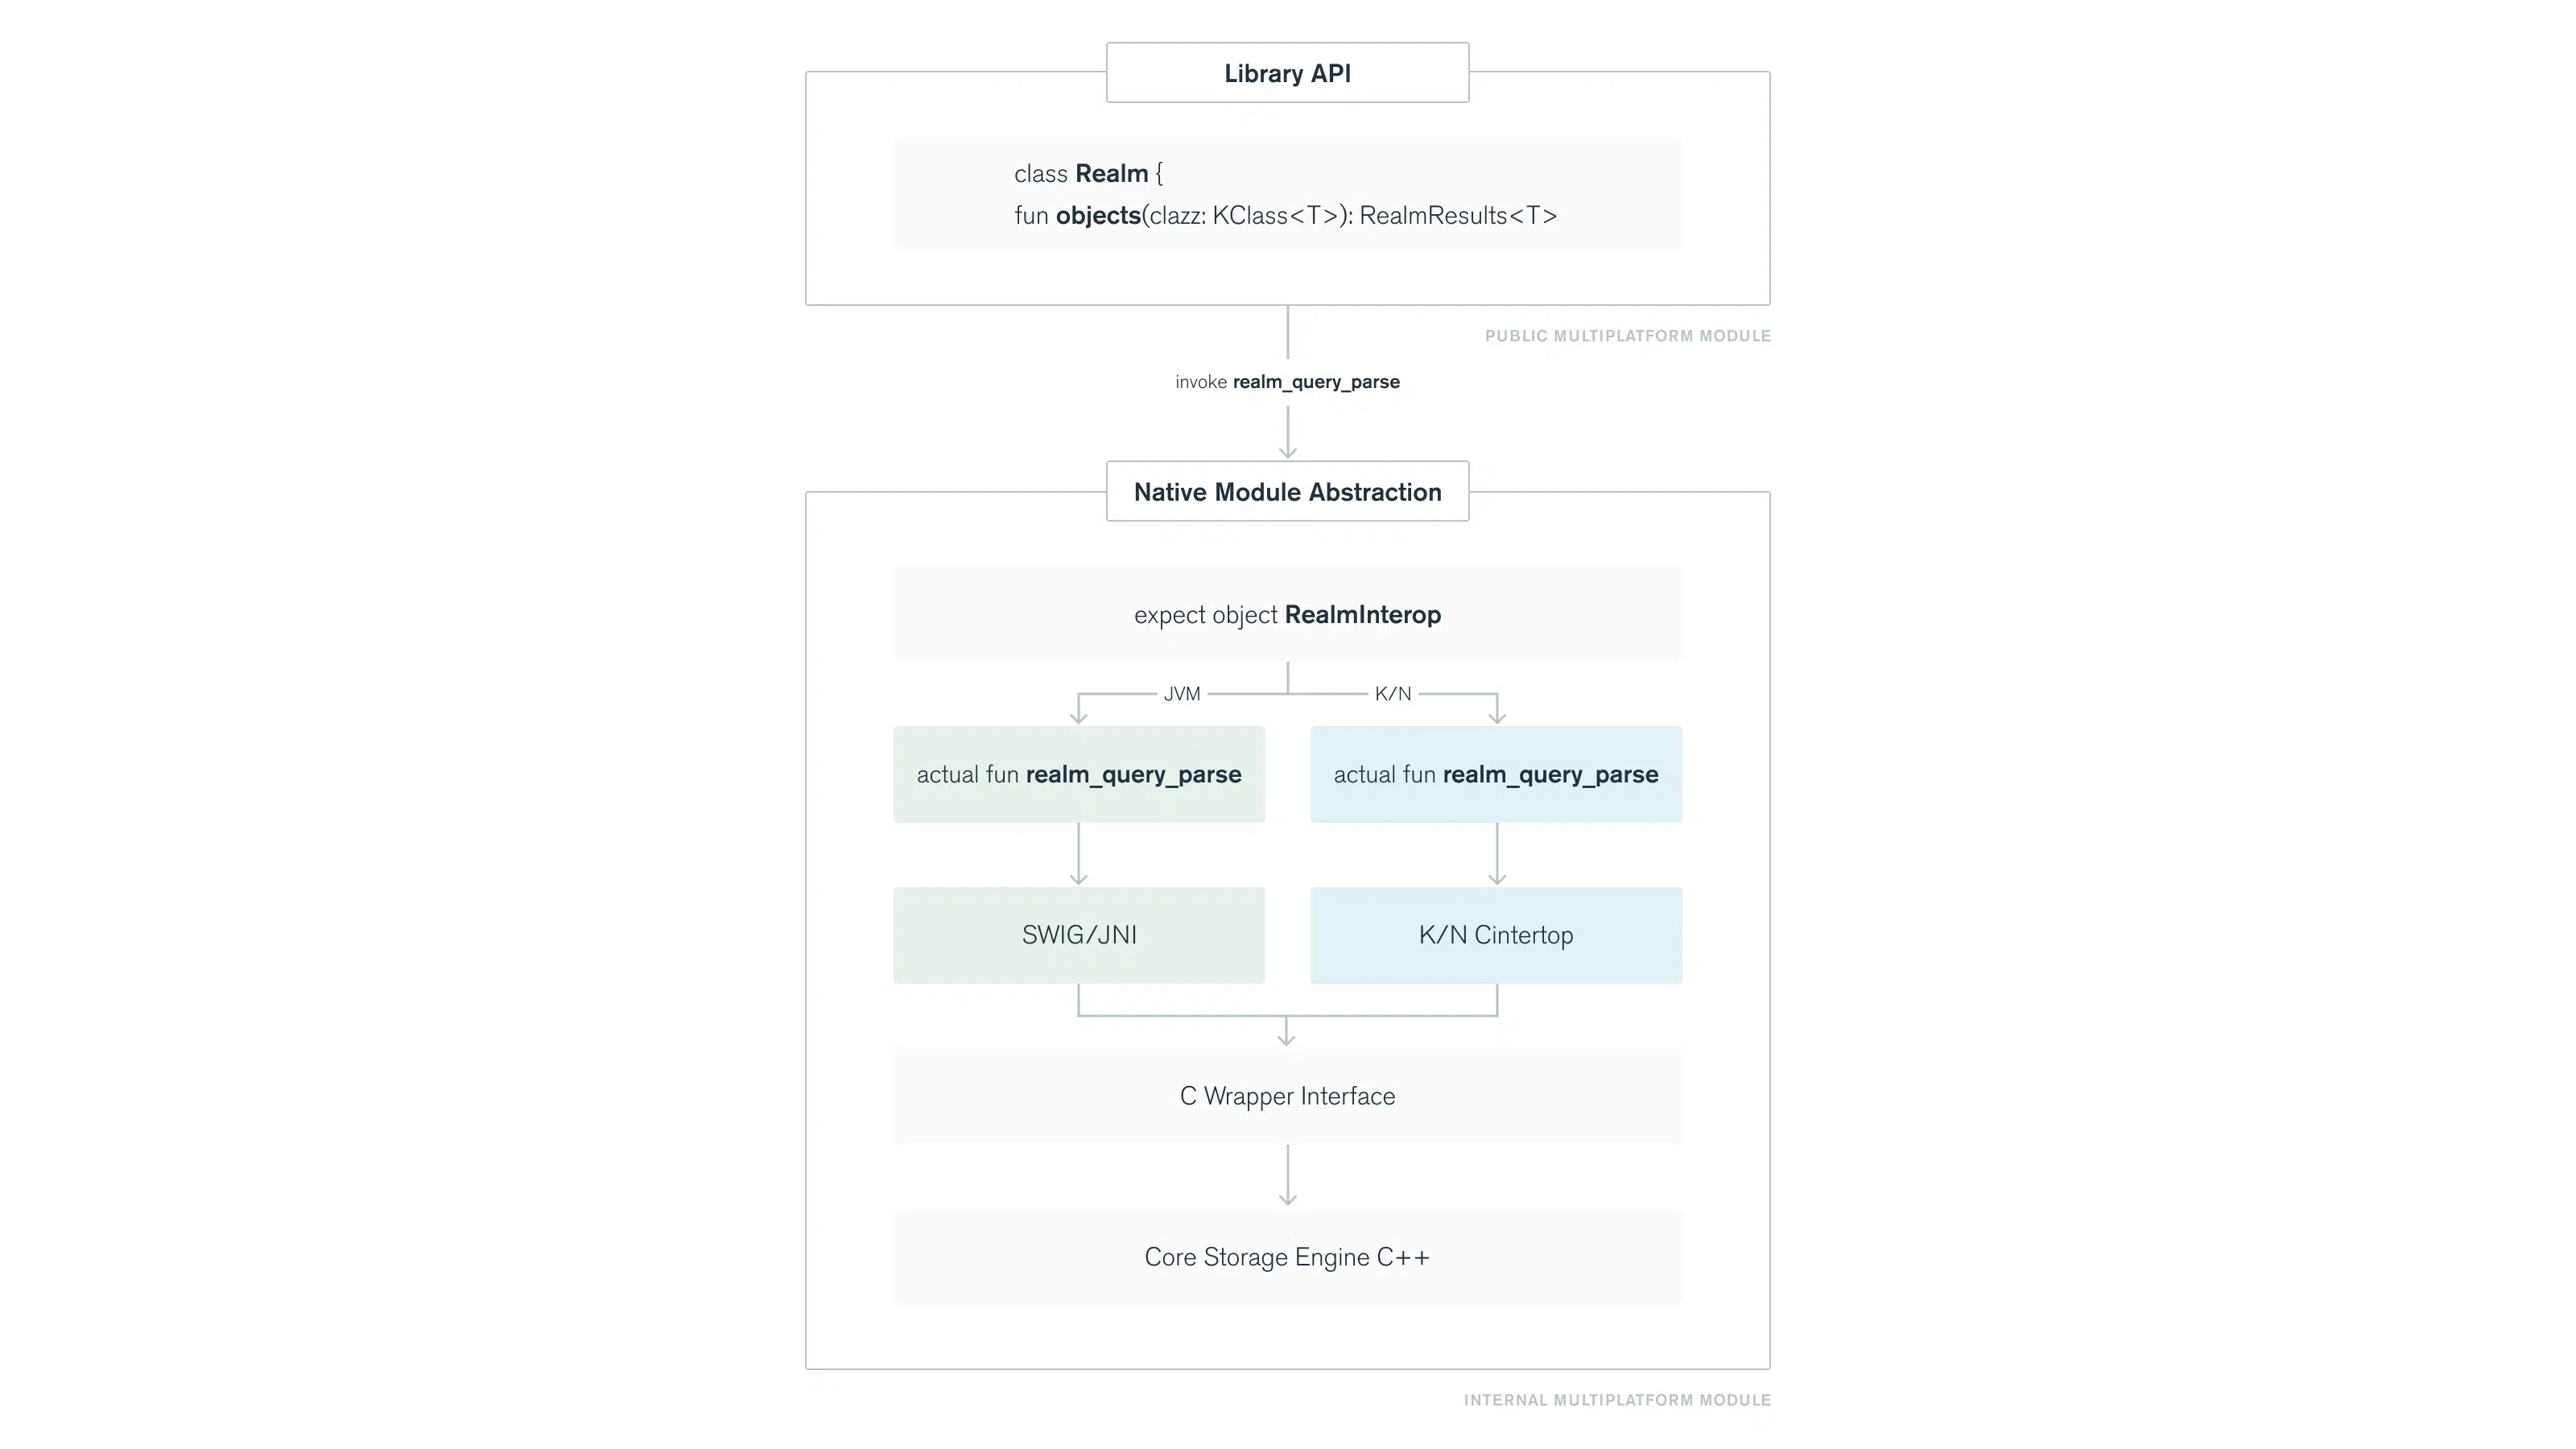 Library API
class Realm {
fun objects(clazz: KClass<T>): RealmResults<T>
PUBLIC MULTIPLATFORM MODULE
invoke realm_query_parse
Native Module Abstraction
expect object RealmInterop
JVM
K/N
actual fun realm_query_parse
actual fun realm_query_parse
SWIG/JNI
K/N Cintertop
C Wrapper Interface
Core Storage Engine C++
INTERNAL MULTIPLATFORM MODULE